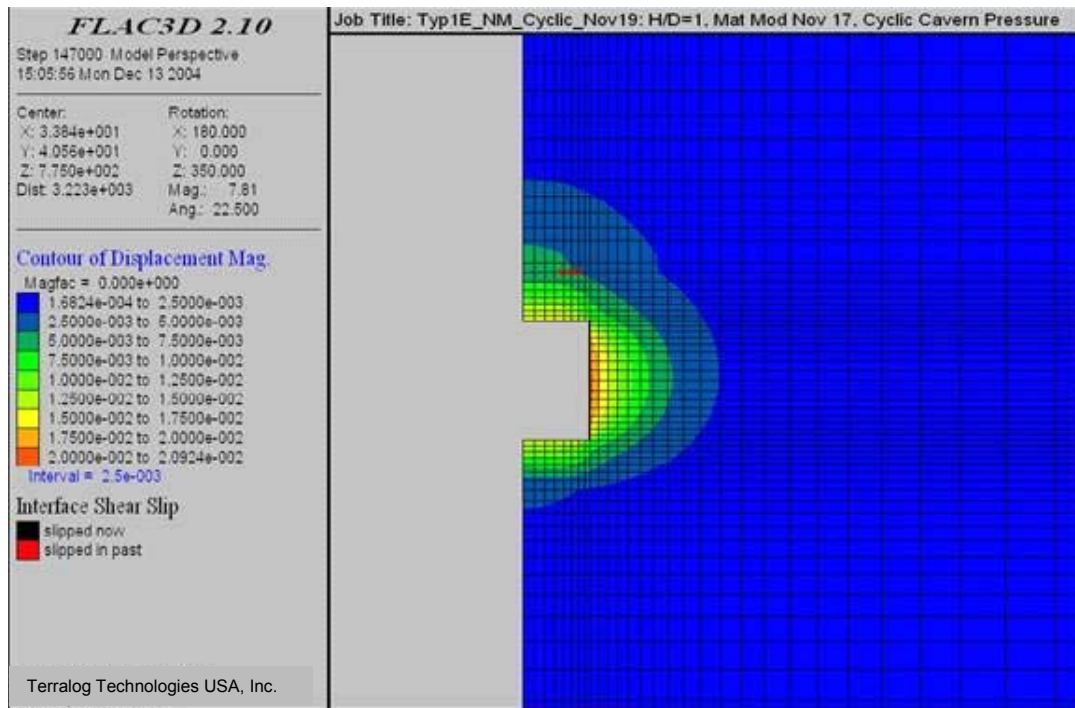 FLAC3D 2.10
Step 147000 Model Perspective
15:05:56 Mon Dec 13 2004
Center:
X: 3.384e+001
Y: 4.056e+001
Z: 7.750e+002
Dist: 3.223e+003
Rotation:
X: 180.000
Y: 0.000
Z: 350.000
Mag.: 7.81
Ang.: 22.500
Contour of Displacement Mag.
Magfac = 0.000e+000
1.6824e-004 to 2.5000e-003
2.5000e-003 to 5.0000e-003
5.0000e-003 to 7.5000e-003
7.5000e-003 to 1.0000e-002
1.0000e-002 to 1.2500e-002
1.2500e-002 to 1.5000e-002
1.5000e-002 to 1.7500e-002
1.7500e-002 to 2.0000e-002
2.0000e-002 to 2.0924e-002
Interval = 2.5e-003
Interface Shear Slip
slipped now
slipped in past
Terralog Technologies USA, Inc.
Job Title: Typ1E_NM_Cyclic_Nov19: H/D=1, Mat Mod Nov 17, Cyclic Cavern Pressure